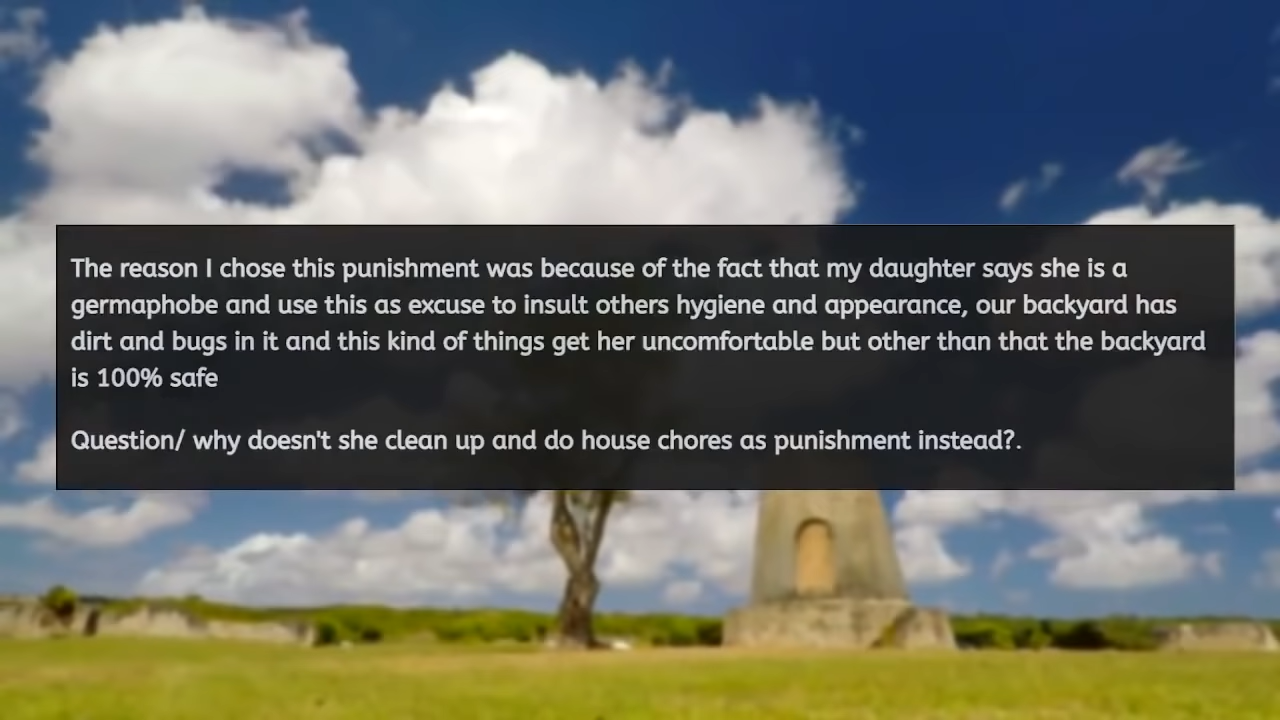 The reason I chose this punishment was because of the fact that my daughter says she is a
germaphobe and use this as excuse to insult others hygiene and appearance, our backyard has
dirt and bugs in it and this kind of things get her uncomfortable but other than that the backyard
is 100% safe
Question/ why doesn't she clean up and do house chores as punishment instead?.